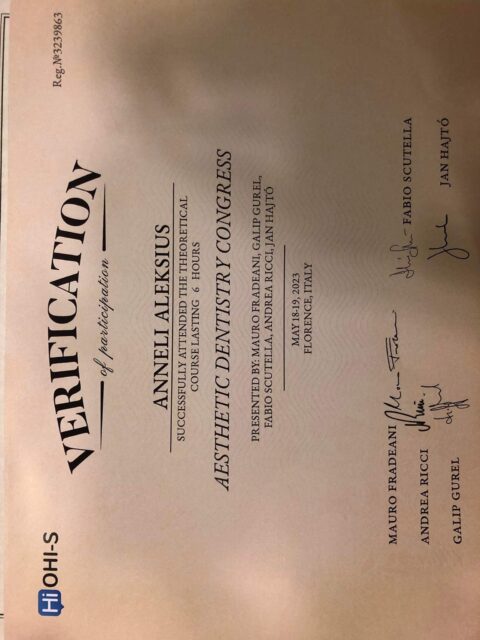 Hi OHI-S
Reg.№3239863
VERIFICATION
of participation
ANNELI ALEKSIUS
SUCCESSFULLY ATTENDED THE THEORETICAL
COURSE LASTING 6 HOURS
AESTHETIC DENTISTRY CONGRESS
PRESENTED BY: MAURO FRADEANI, GALIP GUREL,
FABIO SCUTELLA, ANDREA RICCI, JAN HAJTÓ
MAY 18-19, 2023
FLORENCE, ITALY
MAURO FRADEANI
FABIO SCUTELLA
ANDREA RICCI
JAN HAJTÓ
GALIP GUREL